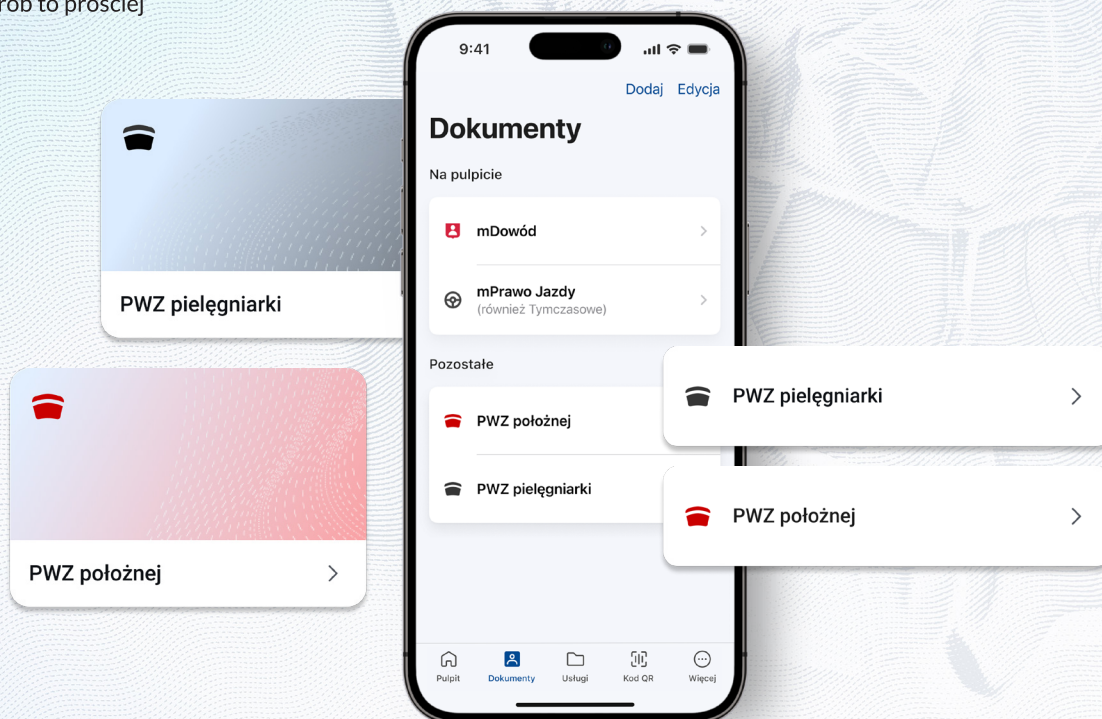 rób to prościej
9:41
Dodaj Edycja
Dokumenty
Na pulpicie
mDowód
mPrawo Jazdy
(również Tymczasowe)
Pozostałe
PWZ położnej
PWZ pielęgniarki
Pulpit Dokumenty Usługi Kod QR Więcej
PWZ pielęgniarki
PWZ położnej
PWZ pielęgniarki
PWZ położnej